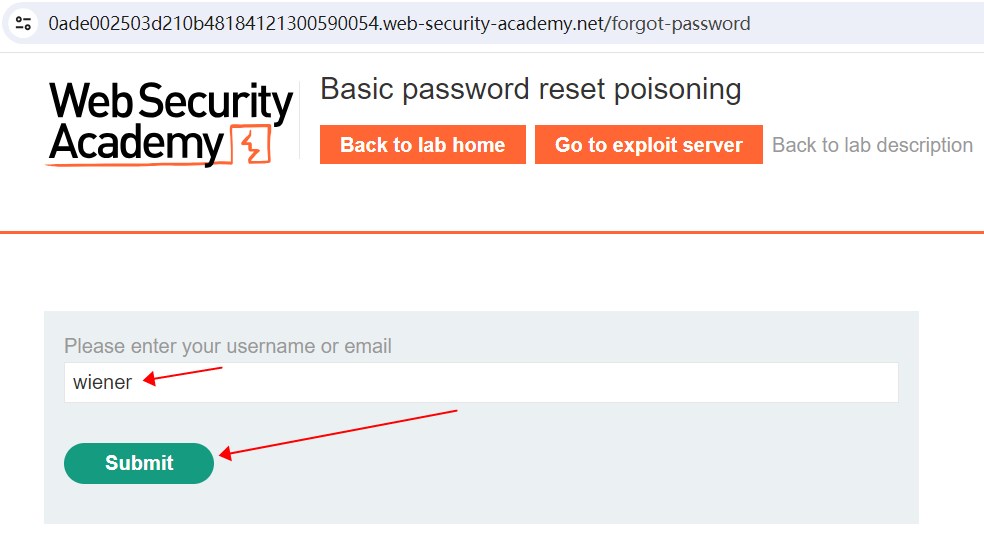 0ade002503d210b48184121300590054.web-security-academy.net/forgot-password
Web Security
Academy
Basic password reset poisoning
Back to lab home
Go to exploit server
Back to lab description
Please enter your username or email
wiener
Submit